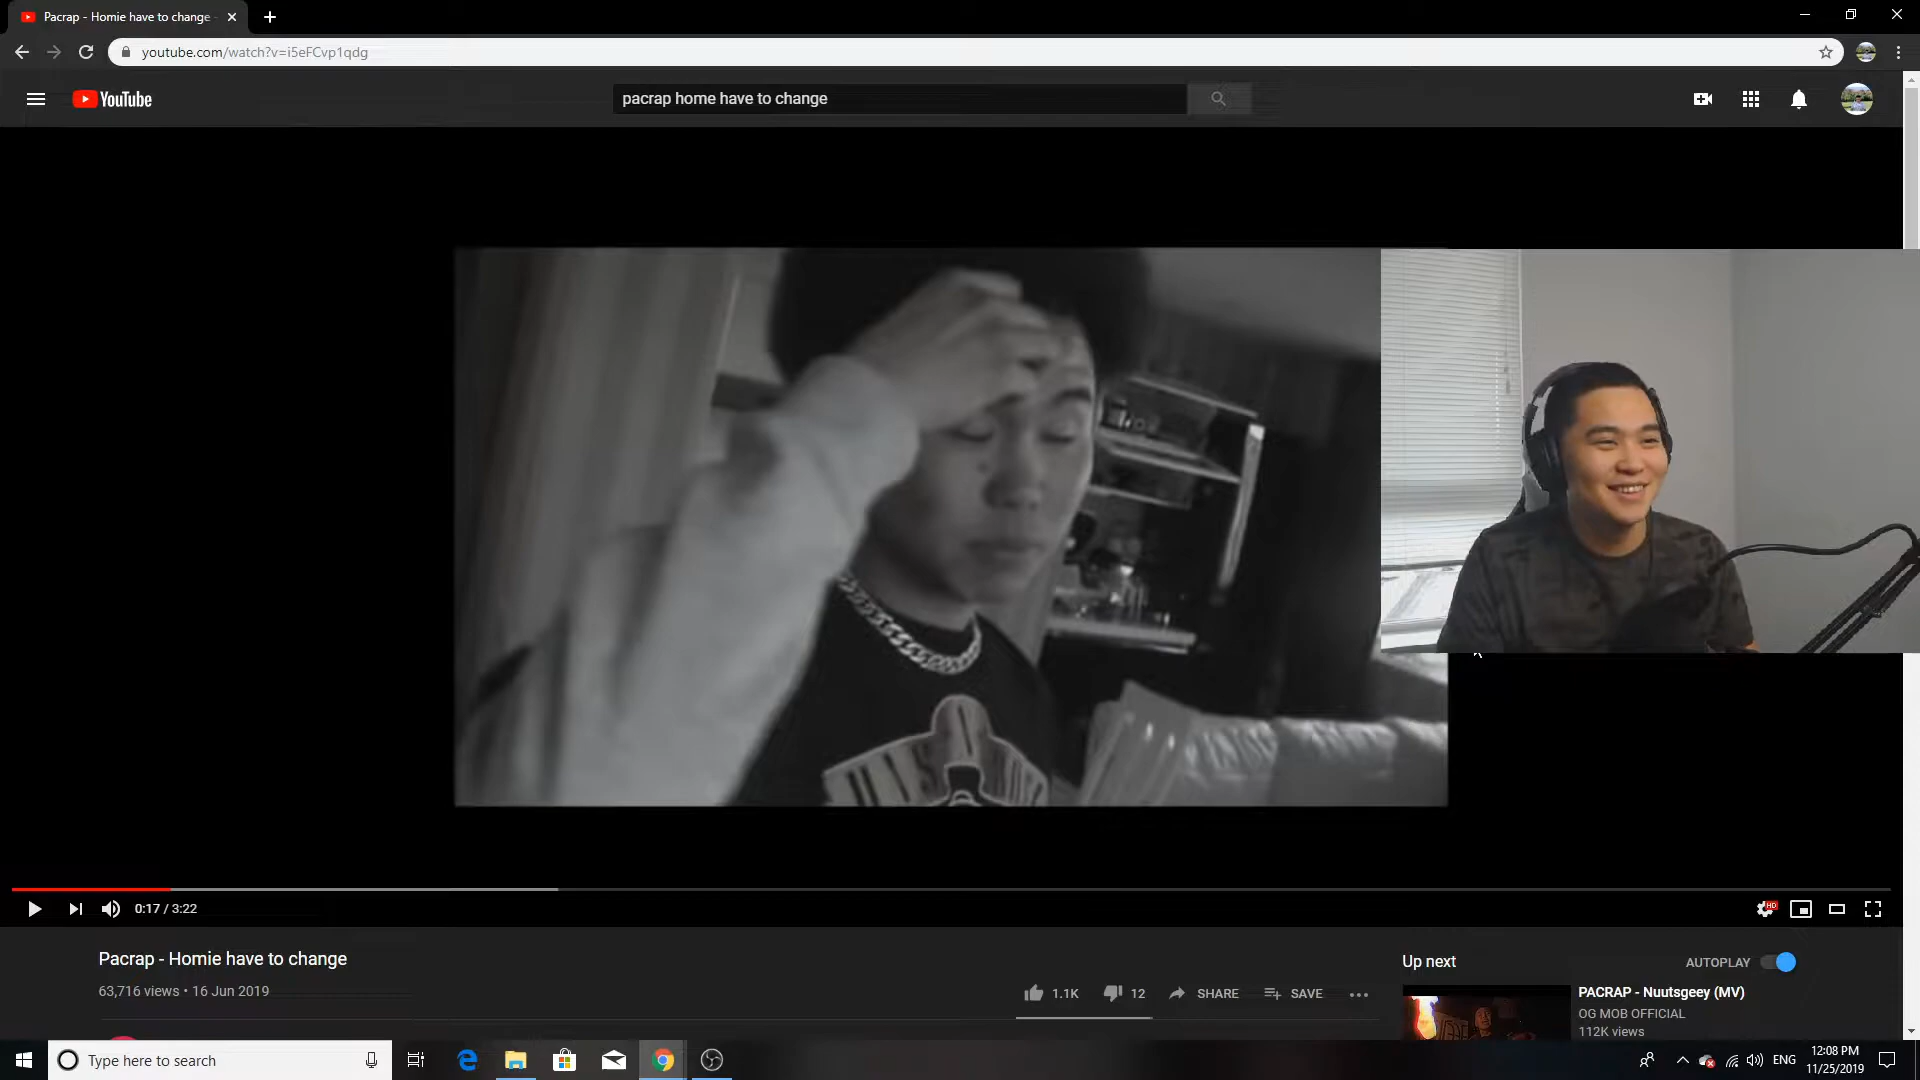 Pacrap - Homie have to change -
youtube.com/watch?v=i5eFCvp1qdg
YouTube
pacrap home have to change
0:17 / 3:22
HD
Pacrap - Homie have to change
63,716 views • 16 Jun 2019
1.1K
12
SHARE
SAVE
Up next
AUTOPLAY
PACRAP - Nuutsgeey (MV)
OG MOB OFFICIAL
112K views
Type here to search
ENG
12:08 PM
11/25/2019